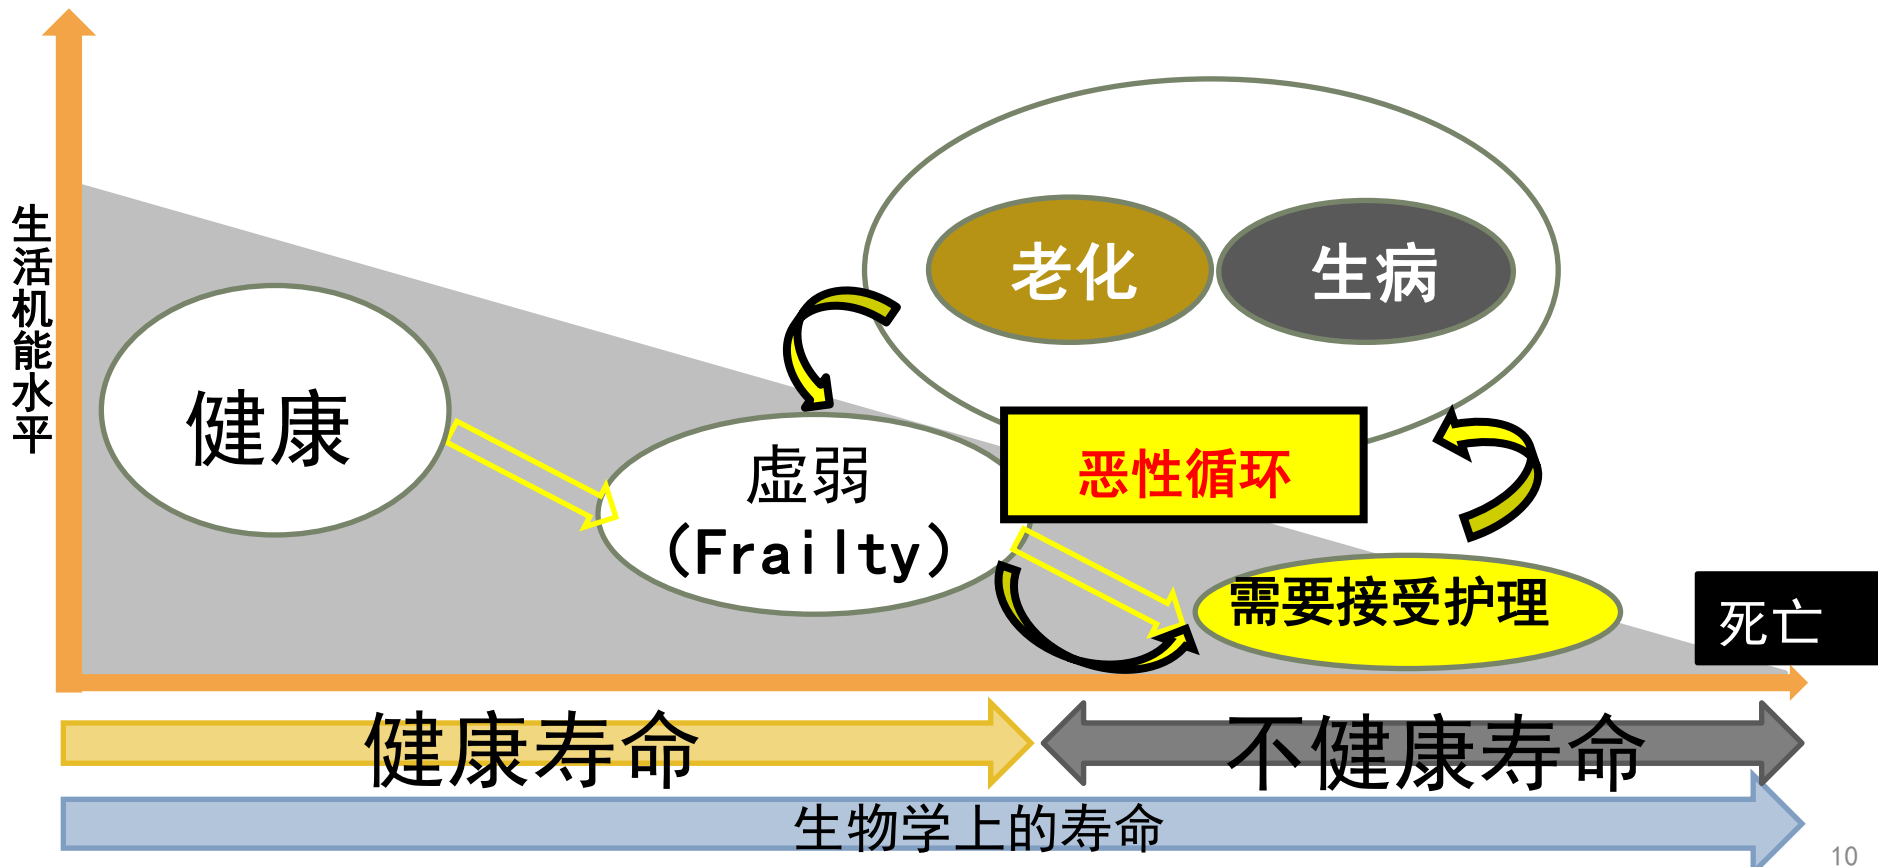 生活机能水平
老化
生病
健康
虚弱
（Frailty）
恶性循环
需要接受护理
死亡
健康寿命
不健康寿命
生物学上的寿命
10